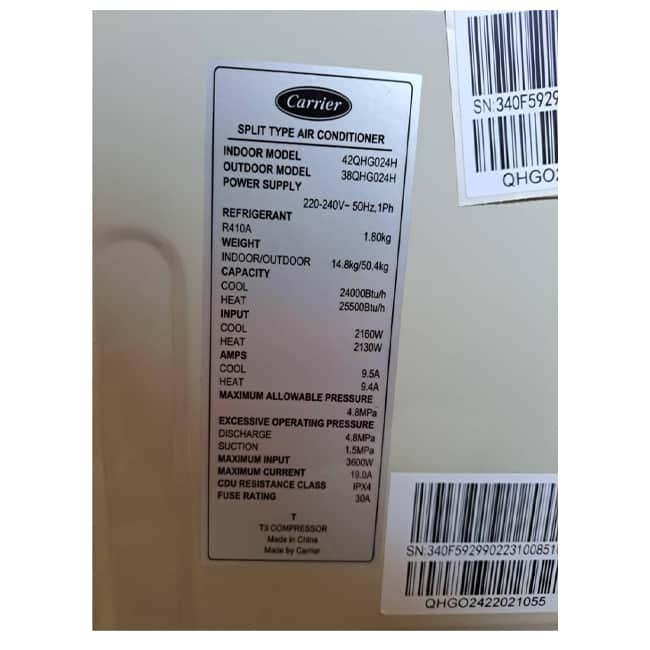 Carrier
SPLIT TYPE AIR CONDITIONER
INDOOR MODEL 42QHG024H
OUTDOOR MODEL 38QHG024H
POWER SUPPLY
220-240V~ 50Hz,1Ph
REFRIGERANT
R410A 1.80kg
WEIGHT
INDOOR/OUTDOOR 14.8kg/50.4kg
CAPACITY
COOL 24000Btu/h
HEAT 25500Btu/h
INPUT
COOL 2160W
HEAT 2130W
AMPS
COOL 9.5A
HEAT 9.4A
MAXIMUM ALLOWABLE PRESSURE
4.8MPa
EXCESSIVE OPERATING PRESSURE
DISCHARGE 4.8MPa
SUCTION 1.5MPa
MAXIMUM INPUT 3600W
MAXIMUM CURRENT 19.0A
CDU RESISTANCE CLASS IPX4
FUSE RATING 30A
T
T3 COMPRESSOR
Made in China
Made by Carrier
SN:340F5929
QHGO2
SN:340F5929902231008510
QHGO2422021055